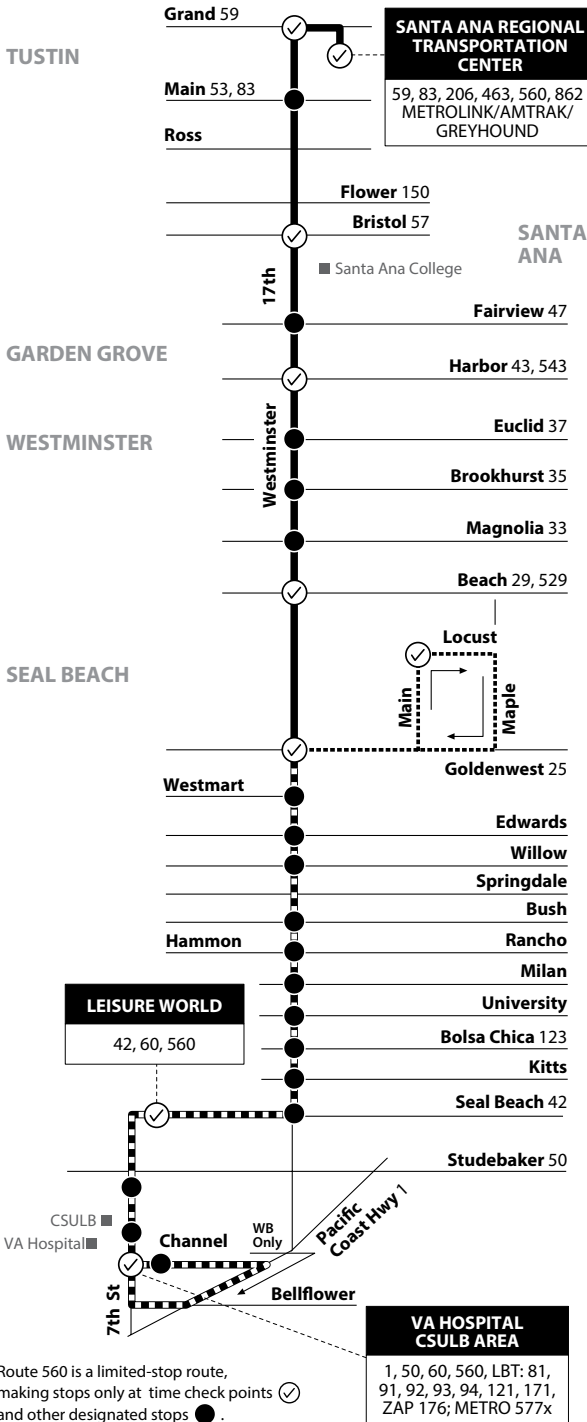 Grand 59
SANTA ANA REGIONAL
TRANSPORTATION
CENTER
59, 83, 206, 463, 560, 862
METROLINK/AMTRAK/
GREYHOUND
TUSTIN
Main 53, 83
Ross
Flower 150
Bristol 57
SANTA
ANA
Santa Ana College
17th
Fairview 47
GARDEN GROVE
Harbor 43, 543
Westminster
WESTMINSTER
Euclid 37
Brookhurst 35
Magnolia 33
Beach 29, 529
Locust
Main
Maple
SEAL BEACH
Goldenwest 25
Westmart
Edwards
Willow
Springdale
Bush
Hammon
Rancho
Milan
University
LEISURE WORLD
42, 60, 560
Bolsa Chica 123
Kitts
Seal Beach 42
Studebaker 50
CSULB
VA Hospital
Channel
WB
Only
Pacific
Coast Hwy 1
7th St
Bellflower
VA HOSPITAL
CSULB AREA
1, 50, 60, 560, LBT: 81,
91, 92, 93, 94, 121, 171,
ZAP 176; METRO 577x
Route 560 is a limited-stop route,
making stops only at time check points
and other designated stops .